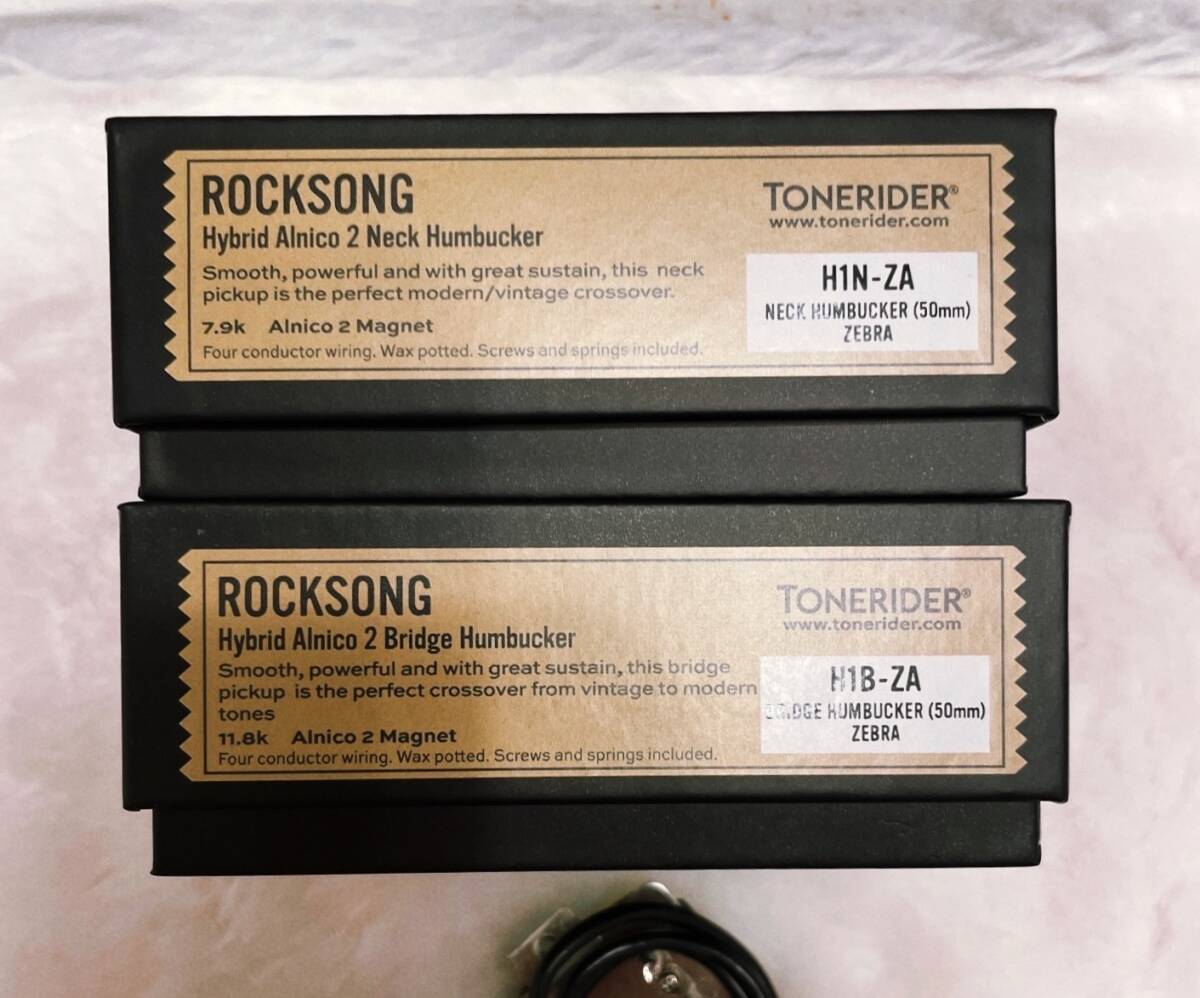 ROCKSONG
Hybrid Alnico 2 Neck Humbucker
Smooth, powerful and with great sustain, this neck
pickup is the perfect modern/vintage crossover.
7.9k Alnico 2 Magnet
Four conductor wiring. Wax potted. Screws and springs included.
TONERIDER®
www.tonerider.com
H1N-ZA
NECK HUMBUCKER (50mm)
ZEBRA
ROCKSONG
Hybrid Alnico 2 Bridge Humbucker
Smooth, powerful and with great sustain, this bridge
pickup is the perfect crossover from vintage to modern
tones
11.8k Alnico 2 Magnet
Four conductor wiring. Wax potted. Screws and springs included.
TONERIDER®
www.tonerider.com
H1B-ZA
BRIDGE HUMBUCKER (50mm)
ZEBRA